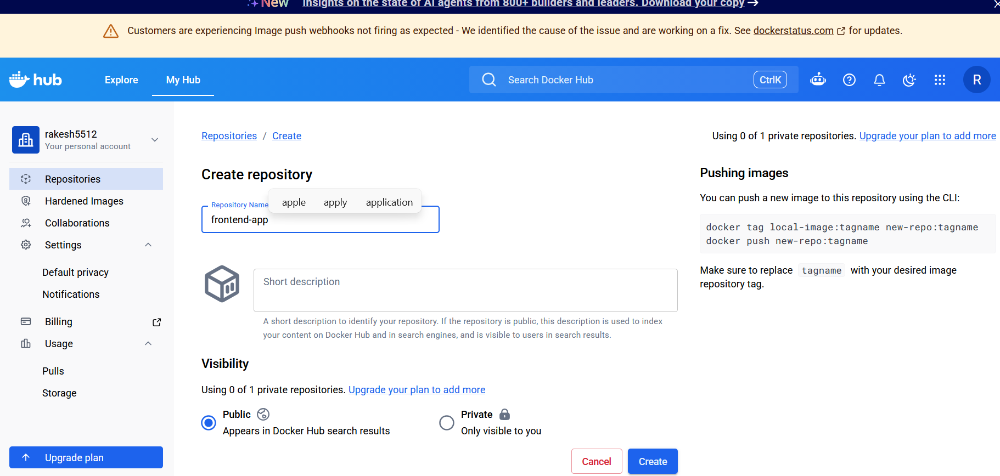 New Insights on the state of AI agents from 800+ builders and leaders. Download your copy →
Customers are experiencing Image push webhooks not firing as expected - We identified the cause of the issue and are working on a fix. See dockerstatus.com for updates.
hub
Explore
My Hub
Search Docker Hub
CtrlK
R
rakesh5512
Your personal account
Repositories
Hardened Images
Collaborations
Settings
Default privacy
Notifications
Billing
Usage
Pulls
Storage
Upgrade plan
Repositories / Create
Using 0 of 1 private repositories. Upgrade your plan to add more
Create repository
apple apply application
Repository Name
frontend-app
Short description
A short description to identify your repository. If the repository is public, this description is used to index
your content on Docker Hub and in search engines, and is visible to users in search results.
Visibility
Using 0 of 1 private repositories. Upgrade your plan to add more
Public
Appears in Docker Hub search results
Private
Only visible to you
Cancel
Create
Pushing images
You can push a new image to this repository using the CLI:
docker tag local-image:tagname new-repo:tagname
docker push new-repo:tagname
Make sure to replace tagname with your desired image
repository tag.